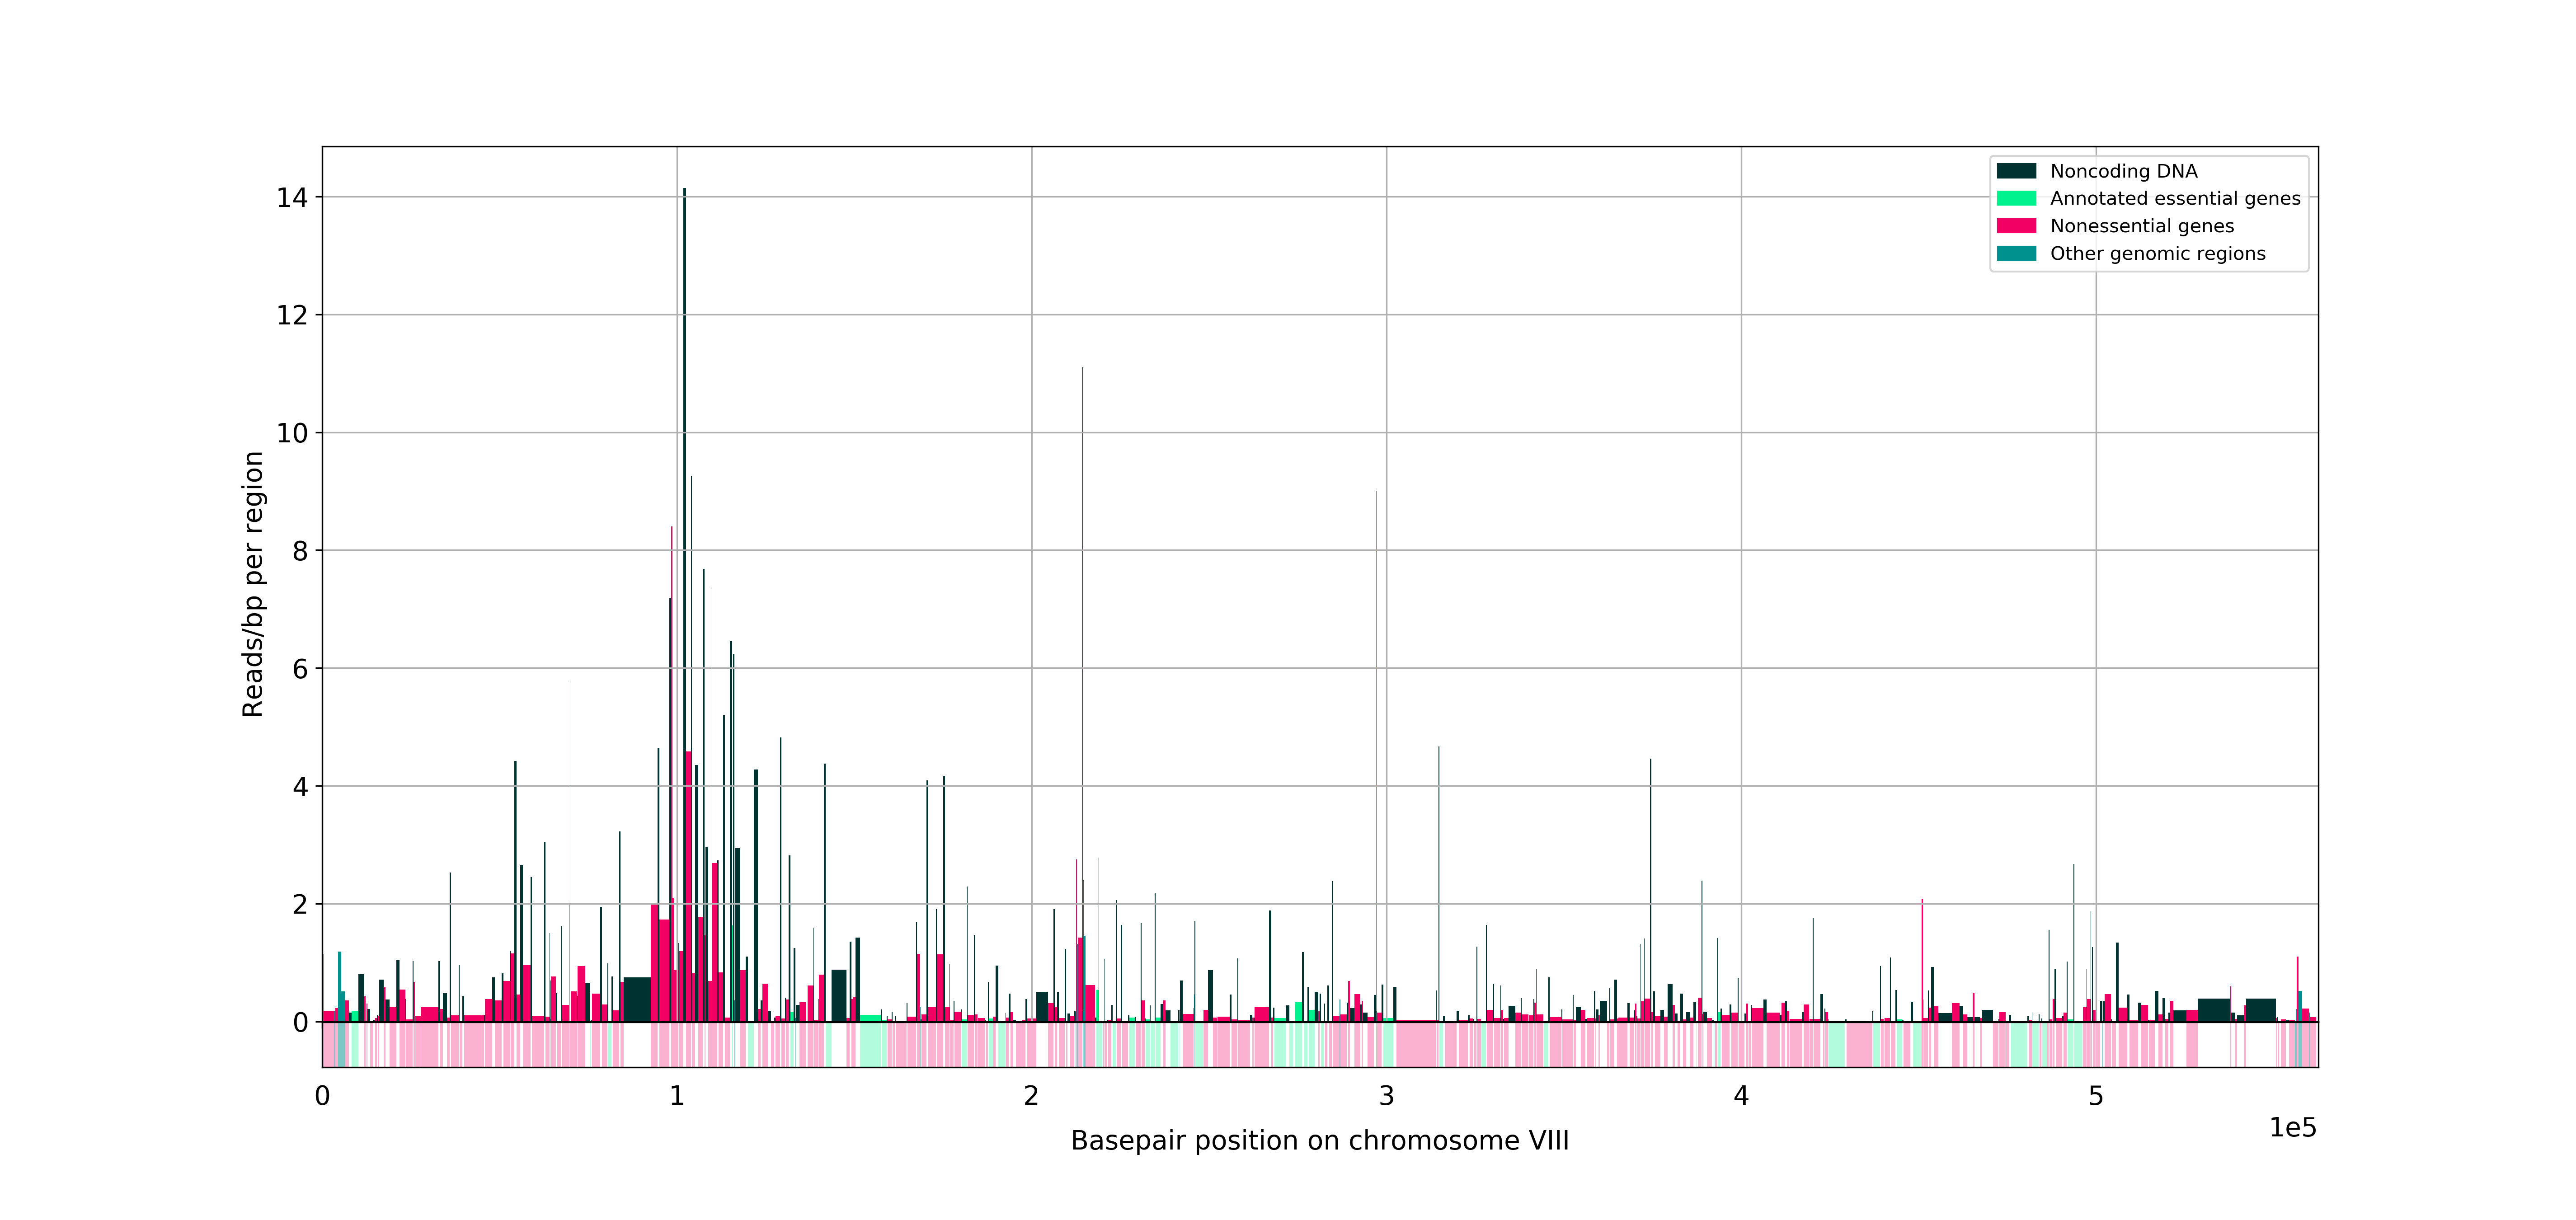 Noncoding DNA
Annotated essential genes
Nonessential genes
Other genomic regions
14
12
10
8
6
4
2
0
Reads/bp per region
0 1 2 3 4 5
1e5
Basepair position on chromosome VIII